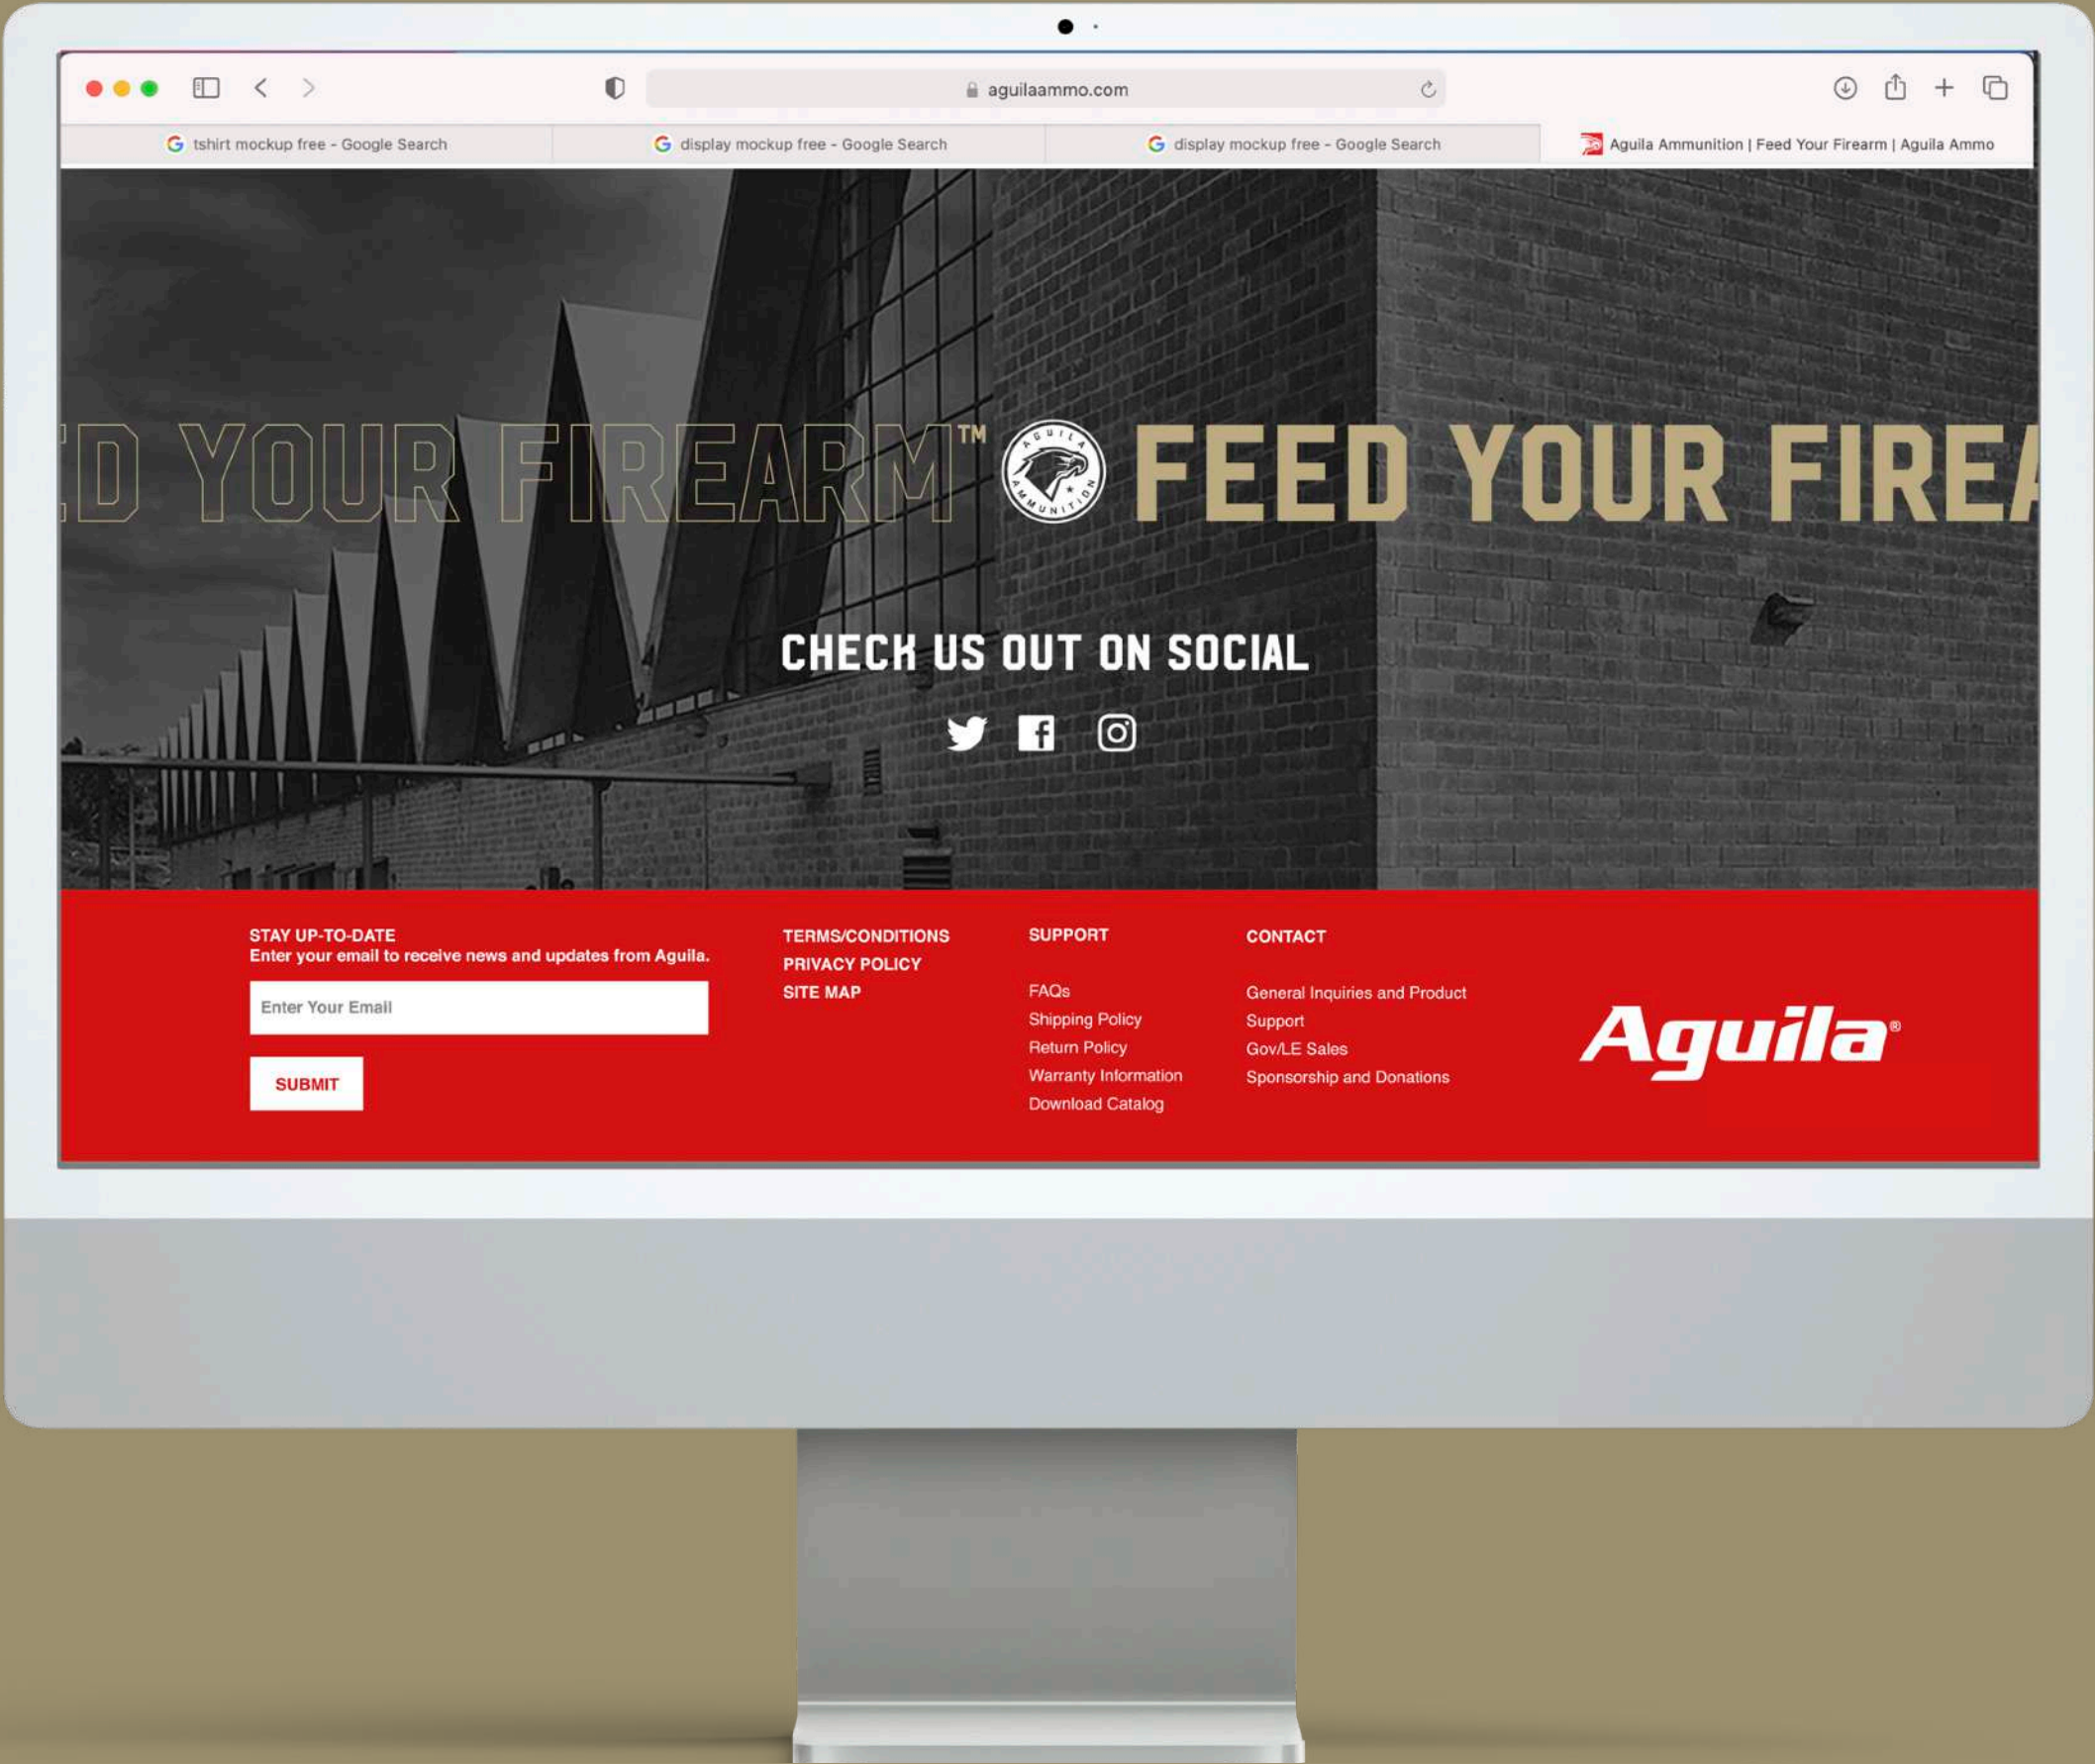 aguilaammo.com
tshirt mockup free - Google Search
display mockup free - Google Search
display mockup free - Google Search
Aguila Ammunition | Feed Your Firearm | Aguila Ammo
D YOUR FIREARM™ AGUILA AMMUNITION FEED YOUR FIREA
CHECK US OUT ON SOCIAL
STAY UP-TO-DATE
Enter your email to receive news and updates from Aguila.
Enter Your Email
SUBMIT
TERMS/CONDITIONS
PRIVACY POLICY
SITE MAP
SUPPORT
FAQs
Shipping Policy
Return Policy
Warranty Information
Download Catalog
CONTACT
General Inquiries and Product
Support
Gov/LE Sales
Sponsorship and Donations
Aguila®